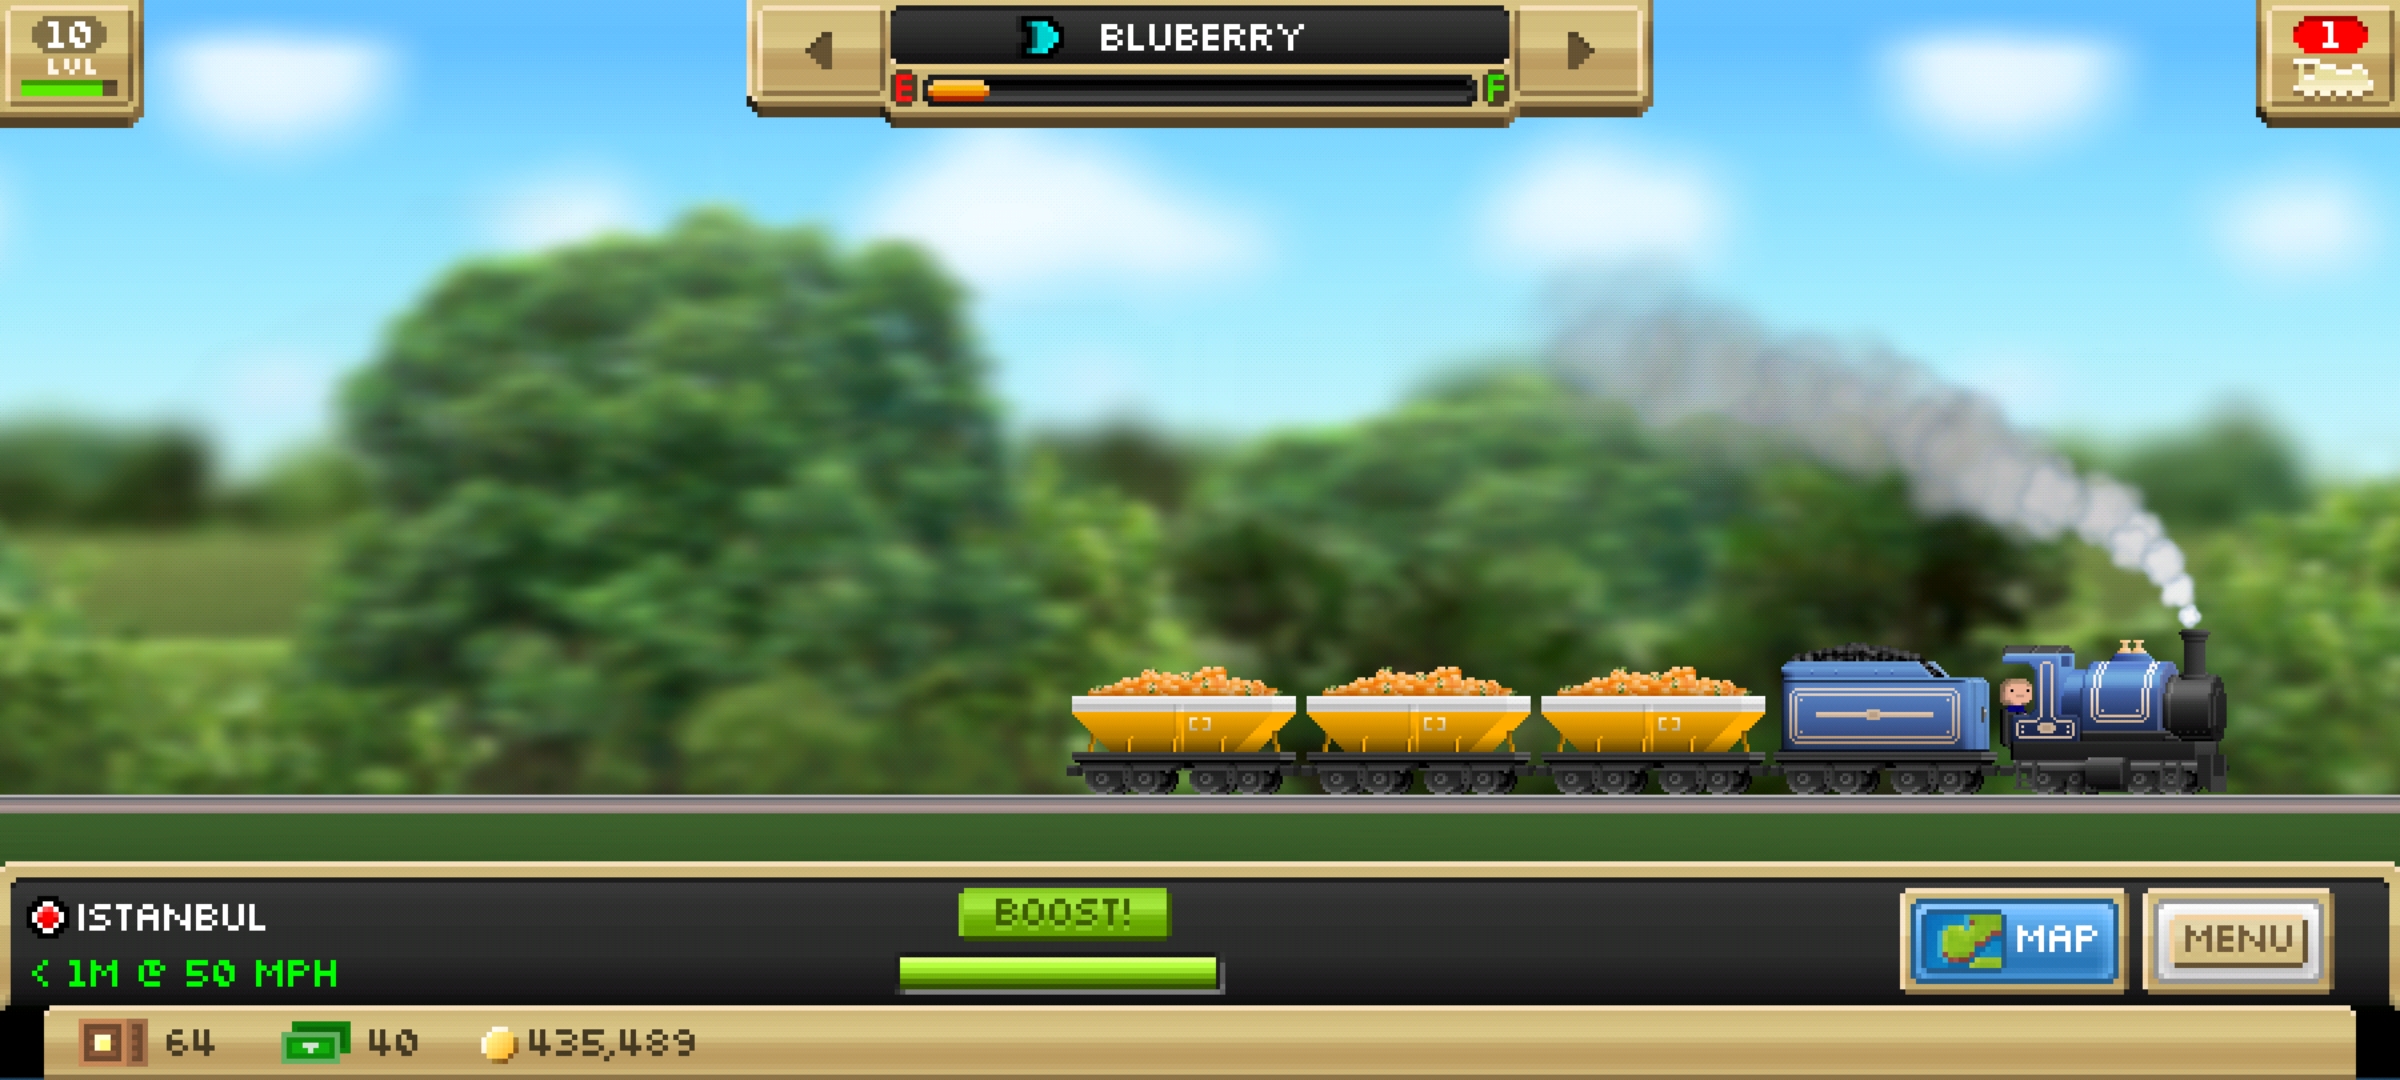 10
LVL
BLUBERRY
E F
1
ISTANBUL
< 1M @ 50 MPH
BOOST!
MAP
MENU
64
40
435,489